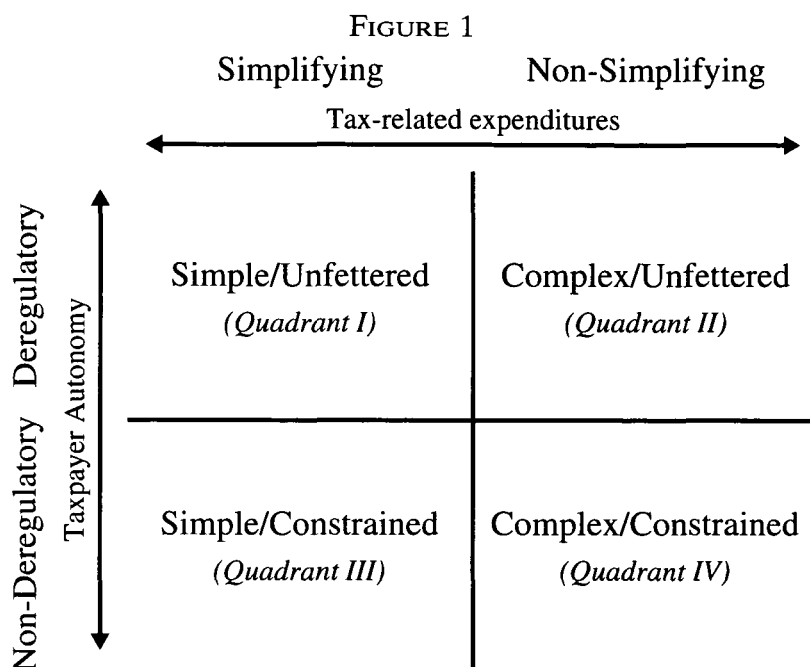 FIGURE 1
Simplifying Non-Simplifying
Tax-related expenditures
Deregulatory
Non-Deregulatory
Taxpayer Autonomy
Simple/Unfettered Complex/Unfettered
(Quadrant I) (Quadrant II)
Simple/Constrained Complex/Constrained
(Quadrant III) (Quadrant IV)